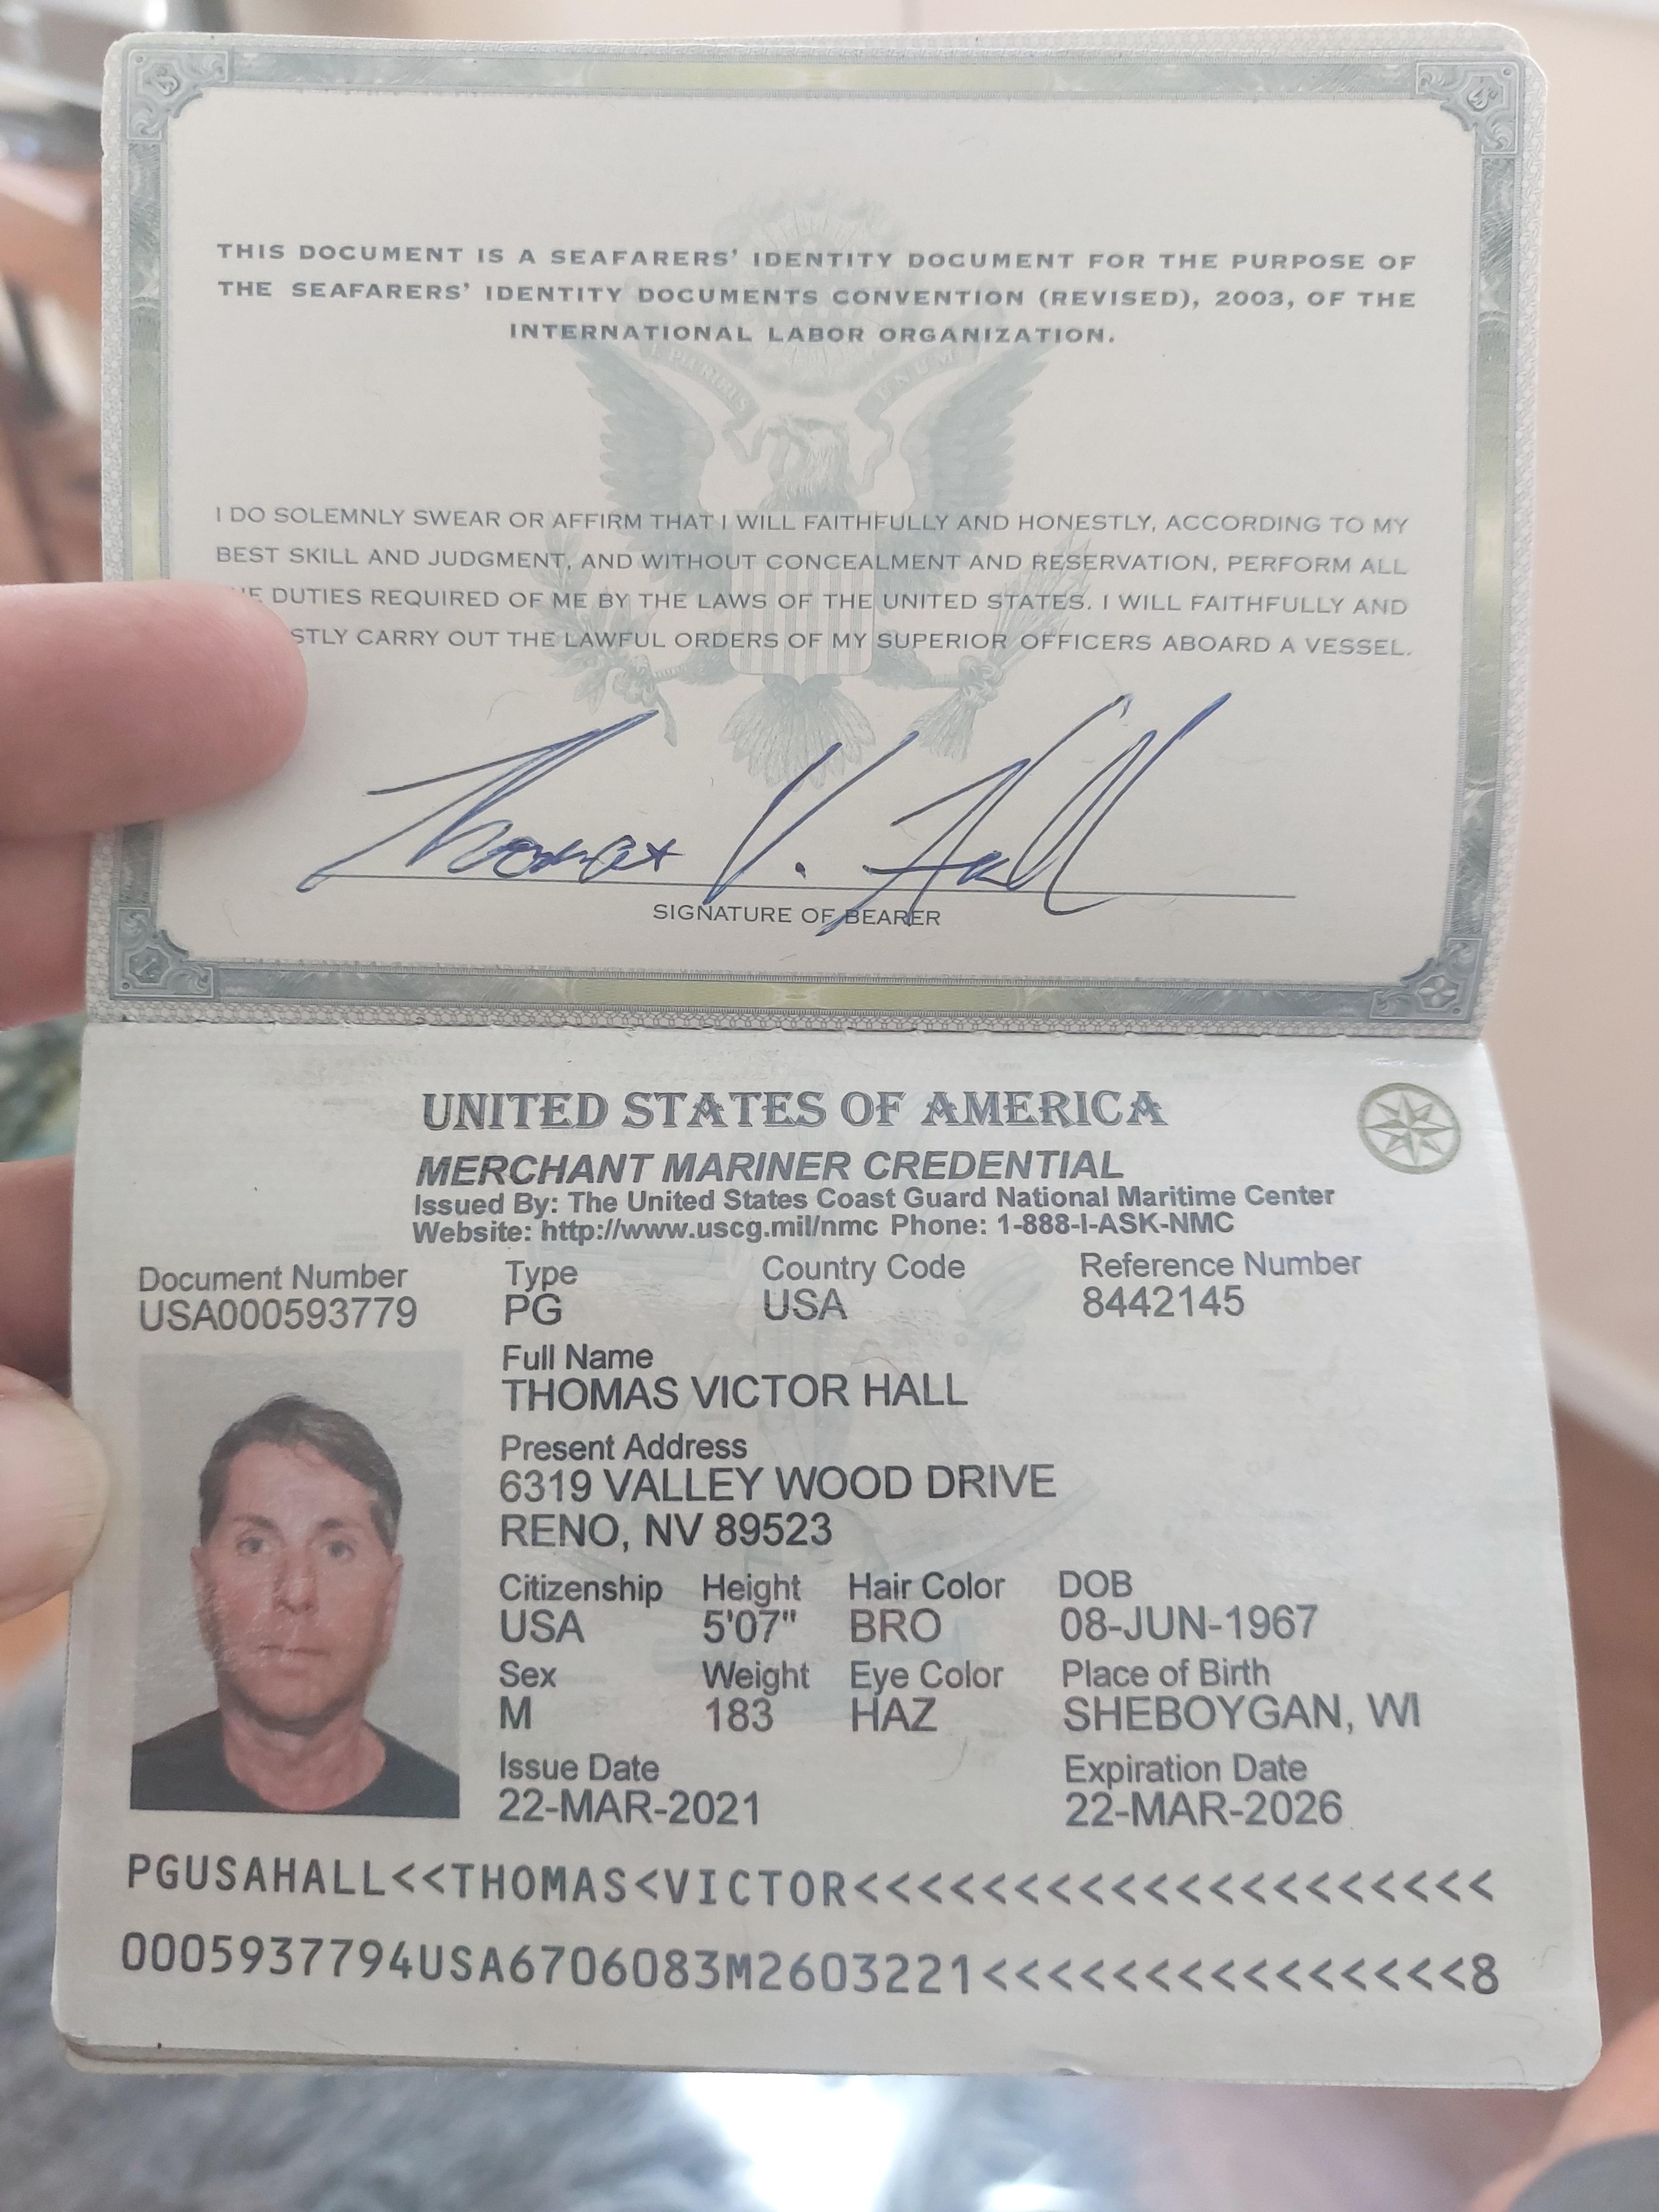 THIS DOCUMENT IS A SEAFARERS' IDENTITY DOCUMENT FOR THE PURPOSE OF
THE SEAFARERS' IDENTITY DOCUMENTS CONVENTION (REVISED), 2003, OF THE
INTERNATIONAL LABOR ORGANIZATION.
E PLURIBUS UNUM
I DO SOLEMNLY SWEAR OR AFFIRM THAT I WILL FAITHFULLY AND HONESTLY, ACCORDING TO MY
BEST SKILL AND JUDGMENT, AND WITHOUT CONCEALMENT AND RESERVATION, PERFORM ALL
DUTIES REQUIRED OF ME BY THE LAWS OF THE UNITED STATES. I WILL FAITHFULLY AND
CARRY OUT THE LAWFUL ORDERS OF MY SUPERIOR OFFICERS ABOARD A VESSEL.
Thomas V. Hall
SIGNATURE OF BEARER
UNITED STATES OF AMERICA
MERCHANT MARINER CREDENTIAL
Issued By: The United States Coast Guard National Maritime Center
Website: http://www.uscg.mil/nmc Phone: 1-888-I-ASK-NMC
Document Number Type Country Code Reference Number
USA000593779 PG USA 8442145
Full Name
THOMAS VICTOR HALL
Present Address
6319 VALLEY WOOD DRIVE
RENO, NV 89523
Citizenship Height Hair Color DOB
USA 5'07" BRO 08-JUN-1967
Sex Weight Eye Color Place of Birth
M 183 HAZ SHEBOYGAN, WI
Issue Date Expiration Date
22-MAR-2021 22-MAR-2026
PGUSAHALL<<THOMAS<VICTOR<<<<<<<<<<<<<<<<<<<<
0005937794USA6706083M2603221<<<<<<<<<<<<<<<8